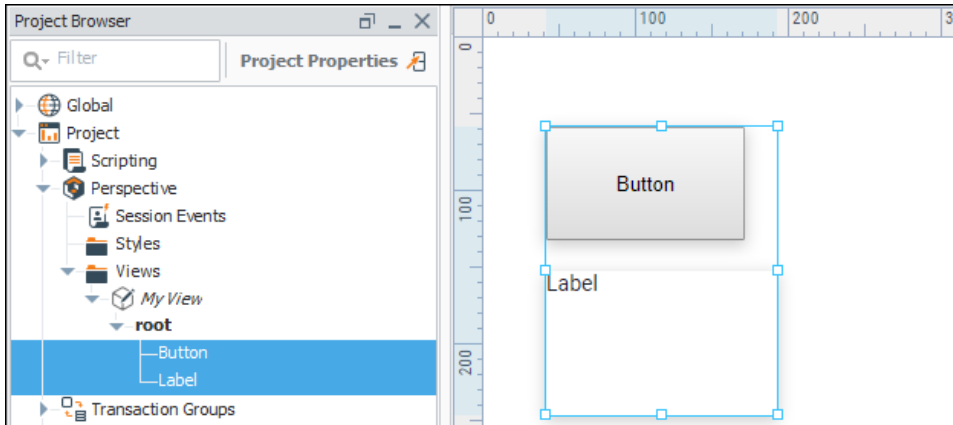 Project Browser
Filter
Project Properties
Global
Project
Scripting
Perspective
Session Events
Styles
Views
My View
root
Button
Label
Transaction Groups
0 100 200 3
0
100
200
Button
Label